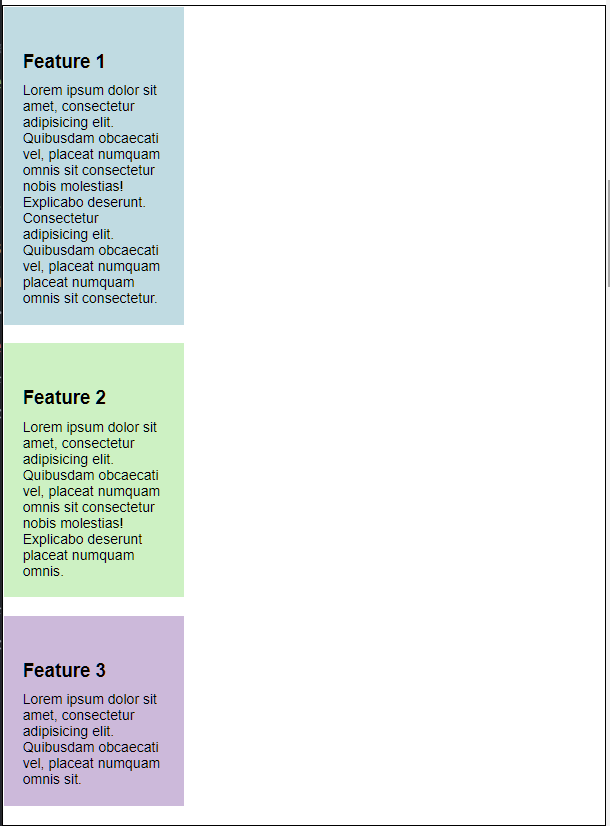 Feature 1
Lorem ipsum dolor sit
amet, consectetur
adipisicing elit.
Quibusdam obcaecati
vel, placeat numquam
omnis sit consectetur
nobis molestias!
Explicabo deserunt.
Consectetur
adipisicing elit.
Quibusdam obcaecati
vel, placeat numquam
placeat numquam
omnis sit consectetur.
Feature 2
Lorem ipsum dolor sit
amet, consectetur
adipisicing elit.
Quibusdam obcaecati
vel, placeat numquam
omnis sit consectetur
nobis molestias!
Explicabo deserunt
placeat numquam
omnis.
Feature 3
Lorem ipsum dolor sit
amet, consectetur
adipisicing elit.
Quibusdam obcaecati
vel, placeat numquam
omnis sit.